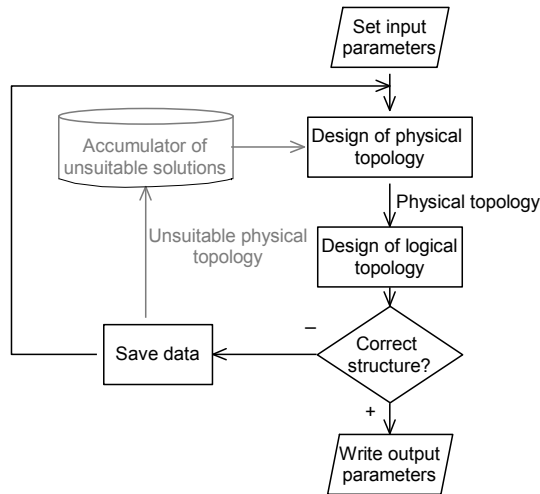 Set input
parameters
Accumulator of
unsuitable solutions
Design of physical
topology
Physical topology
Unsuitable physical
topology
Design of logical
topology
–
Save data
Correct
structure?
+
Write output
parameters